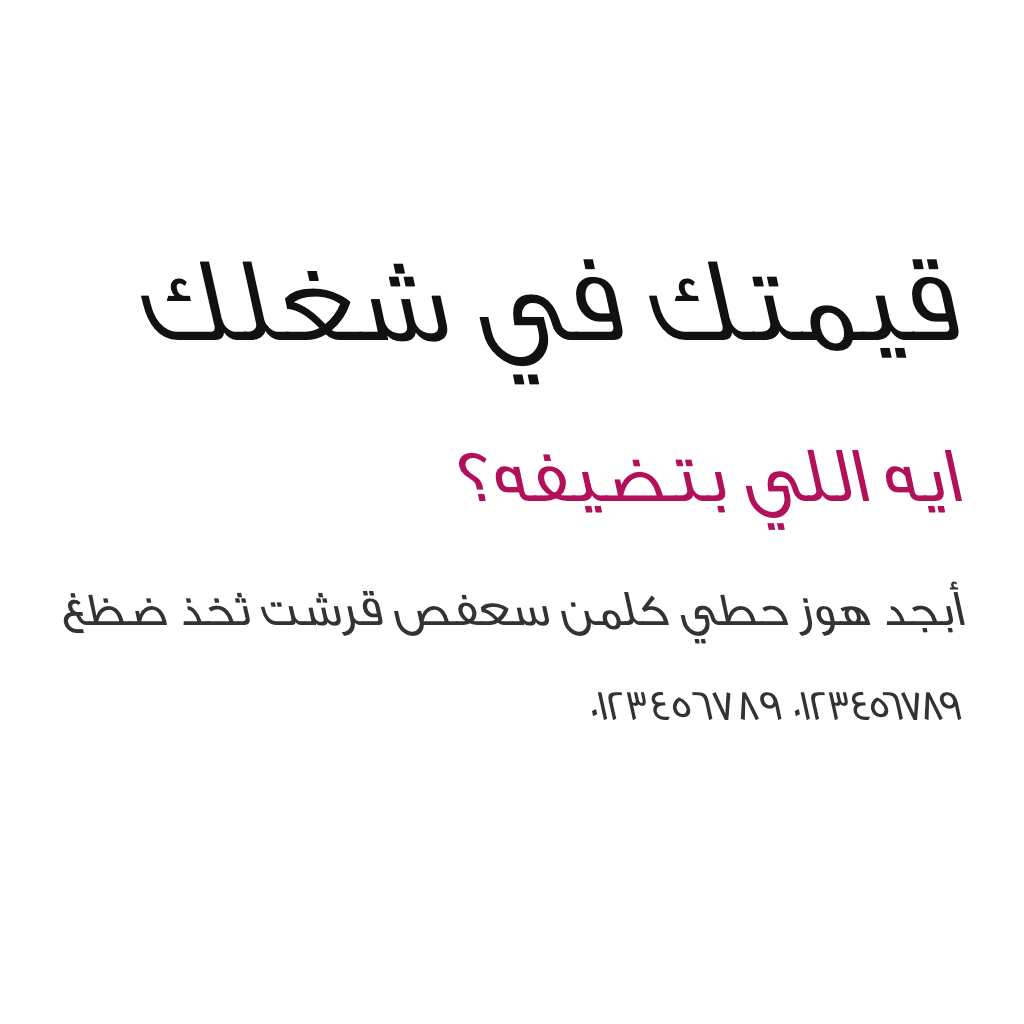 قيمتك في شغلك
ايه اللي بتضيفه؟
أبجد هوز حطي كلمن سعفص قرشت ثخذ ضظغ
٠١٢٣٤٥٦٧٨٩ ٠١٢٣٤٥٦٧٨٩